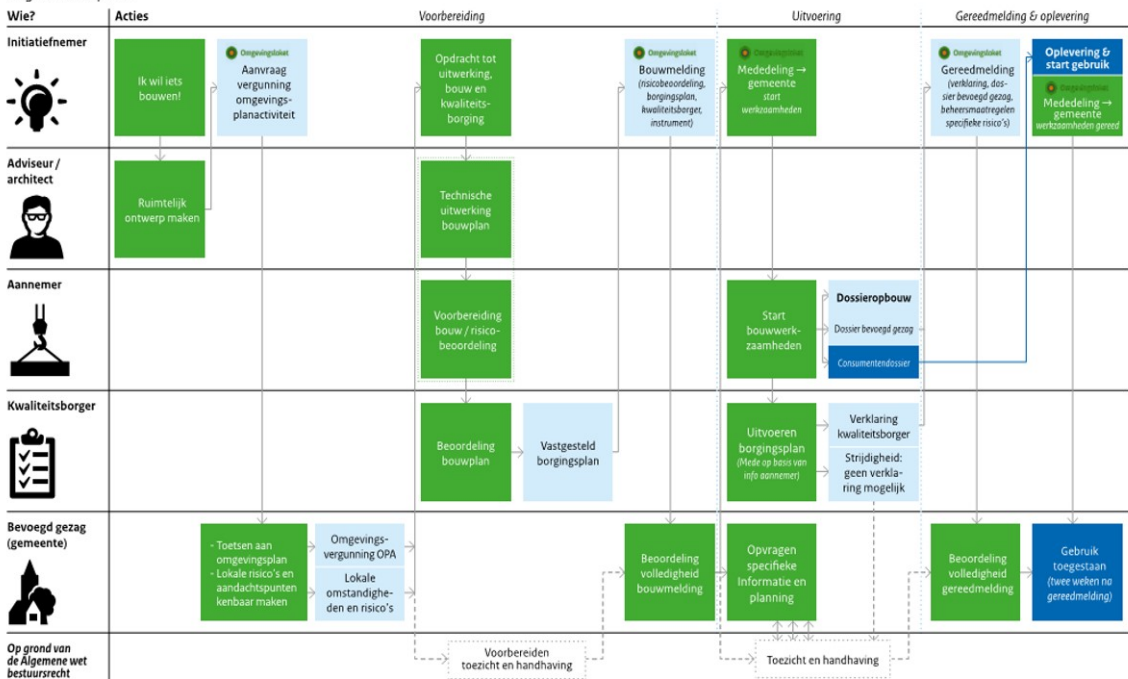 Wie?
Acties
Voorbereiding
Uitvoering
Gereedmelding & oplevering
Initiatiefnemer
Ik wil iets
bouwen!
Omgevingsloket
Aanvraag
vergunning
omgevings-
planactiviteit
Opdracht tot
uitwerking,
bouw en
kwaliteits-
borging
Omgevingsloket
Bouwmelding
(risicobeoordeling,
borgingsplan,
kwaliteitsborger,
instrument)
Omgevingsloket
Mededeling →
gemeente
start
werkzaamheden
Omgevingsloket
Gereedmelding
(verklaring, dos-
sier bevoegd gezag,
beheersmaatregelen
specifieke risico's)
Oplevering &
start gebruik
Omgevingsloket
Mededeling →
gemeente
werkzaamheden gereed
Adviseur /
architect
Ruimtelijk
ontwerp maken
Technische
uitwerking
bouwplan
Aannemer
Voorbereiding
bouw / risico-
beoordeling
Start
bouwwerk-
zaamheden
Dossieropbouw
Dossier bevoegd gezag
Consumentendossier
Kwaliteitsborger
Beoordeling
bouwplan
Vastgesteld
borgingsplan
Uitvoeren
borgingsplan
(Mede op basis van
info aannemer)
Verklaring
kwaliteitsborger
Strijdigheid:
geen verkla-
ring mogelijk
Bevoegd gezag
(gemeente)
- Toetsen aan
omgevingsplan
- Lokale risico's en
aandachtspunten
kenbaar maken
Omgevings-
vergunning OPA
Lokale
omstandighe-
den en risico's
Beoordeling
volledigheid
bouwmelding
Opvragen
specifieke
Informatie en
planning
Beoordeling
volledigheid
gereedmelding
Gebruik
toegestaan
(twee weken na
gereedmelding)
Op grond van
de Algemene wet
bestuursrecht
Voorbereiden
toezicht en handhaving
Toezicht en handhaving